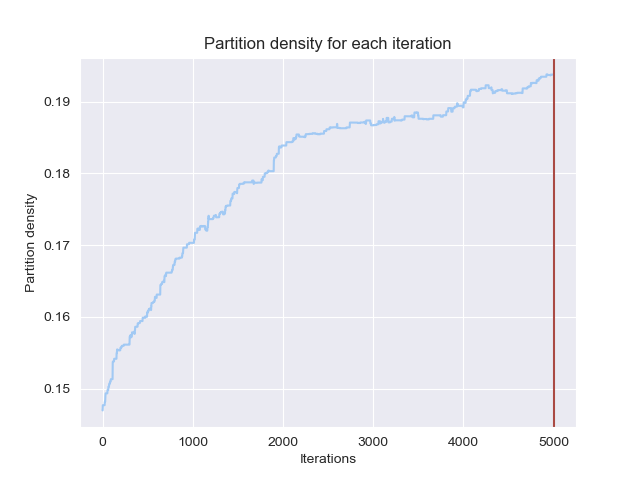 Partition density for each iteration
0.19
0.18
0.17
0.16
0.15
Partition density
0 1000 2000 3000 4000 5000
Iterations